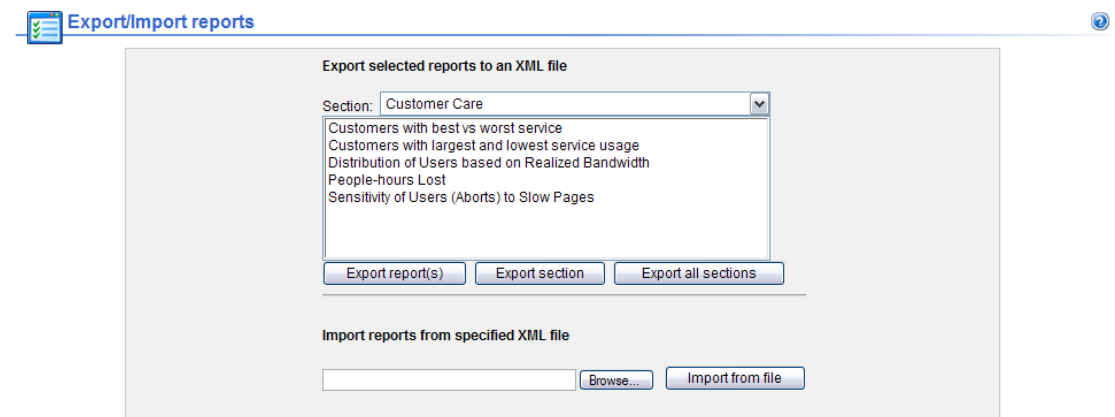 Export/Import reports
Export selected reports to an XML file
Section: Customer Care
Customers with best vs worst service
Customers with largest and lowest service usage
Distribution of Users based on Realized Bandwidth
People-hours Lost
Sensitivity of Users (Aborts) to Slow Pages
Export report(s) Export section Export all sections
Import reports from specified XML file
Browse... Import from file